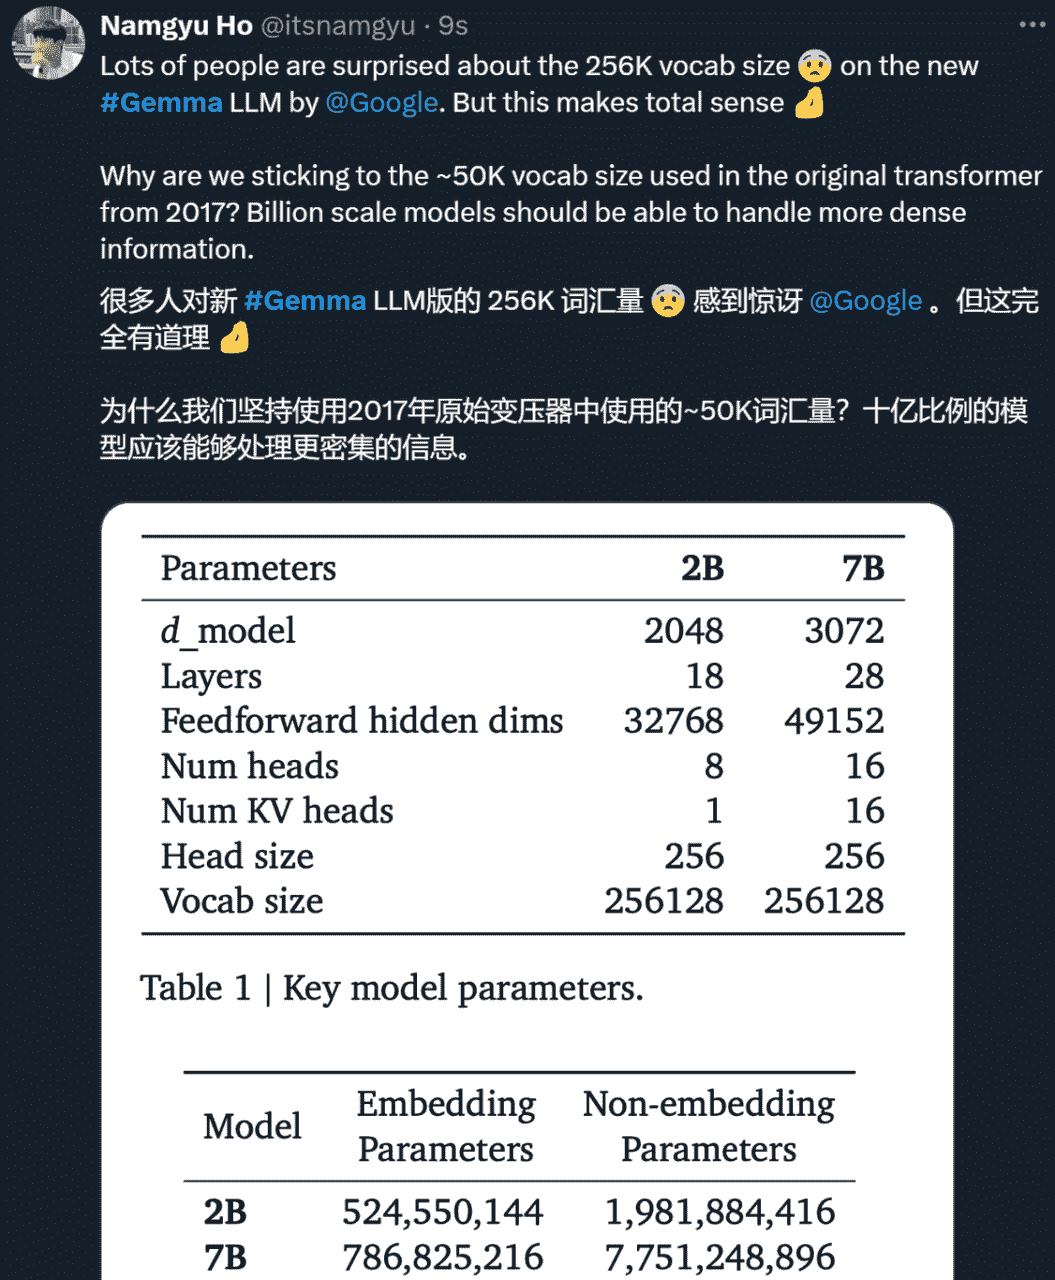 Namgyu Ho @itsnamgyu · 9s
Lots of people are surprised about the 256K vocab size 😨 on the new
#Gemma LLM by @Google. But this makes total sense 🫴
Why are we sticking to the ~50K vocab size used in the original transformer
from 2017? Billion scale models should be able to handle more dense
information.
很多人对新 #Gemma LLM版的 256K 词汇量 😨 感到惊讶 @Google 。但这完
全有道理 🫴
为什么我们坚持使用2017年原始变压器中使用的~50K词汇量？十亿比例的模
型应该能够处理更密集的信息。
Parameters 2B 7B
d_model 2048 3072
Layers 18 28
Feedforward hidden dims 32768 49152
Num heads 8 16
Num KV heads 1 16
Head size 256 256
Vocab size 256128 256128
Table 1 | Key model parameters.
Model Embedding Parameters Non-embedding Parameters
2B 524,550,144 1,981,884,416
7B 786,825,216 7,751,248,896